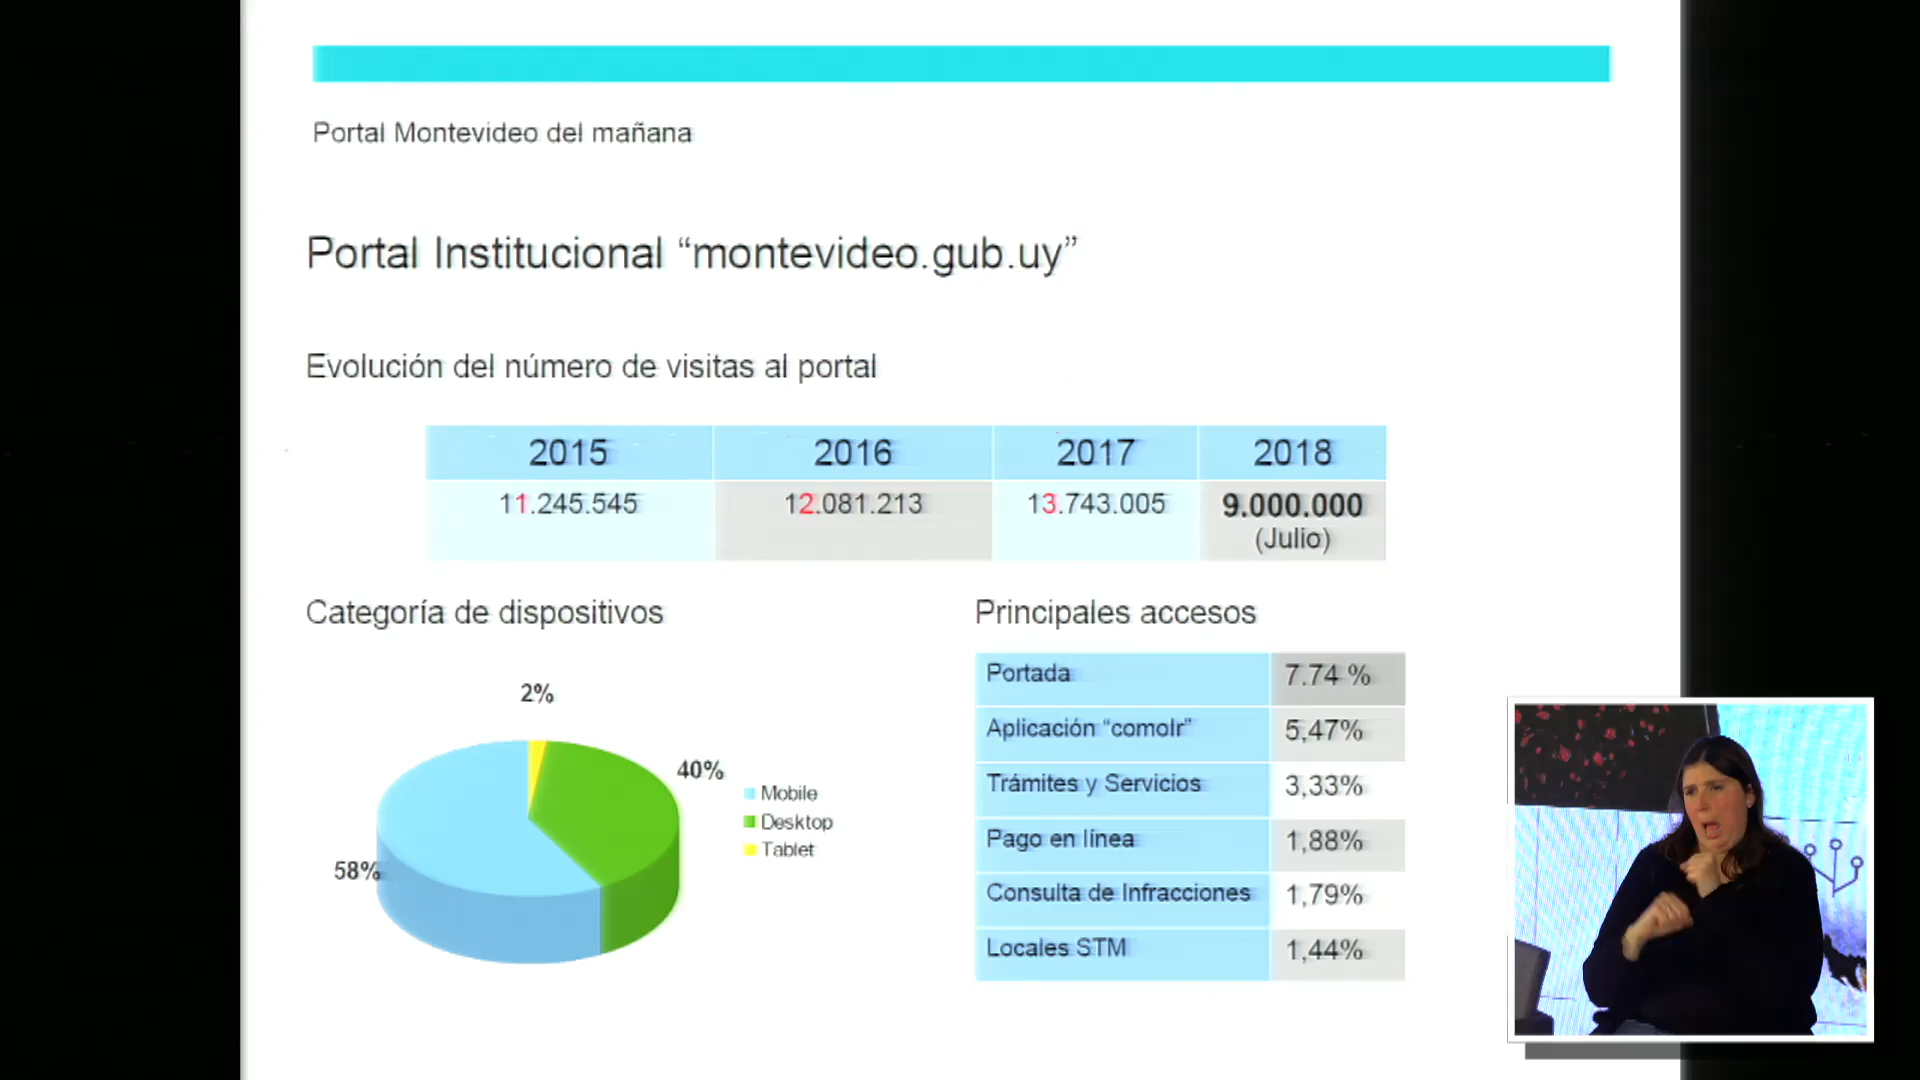 Portal Montevideo del mañana
Portal Institucional “montevideo.gub.uy”
Evolución del número de visitas al portal
2015 2016 2017 2018
11.245.545 12.081.213 13.743.005 9.000.000
(Julio)
Categoría de dispositivos
2%
40%
58%
Mobile
Desktop
Tablet
Principales accesos
Portada 7.74 %
Aplicación “comoIr” 5,47%
Trámites y Servicios 3,33%
Pago en línea 1,88%
Consulta de Infracciones 1,79%
Locales STM 1,44%